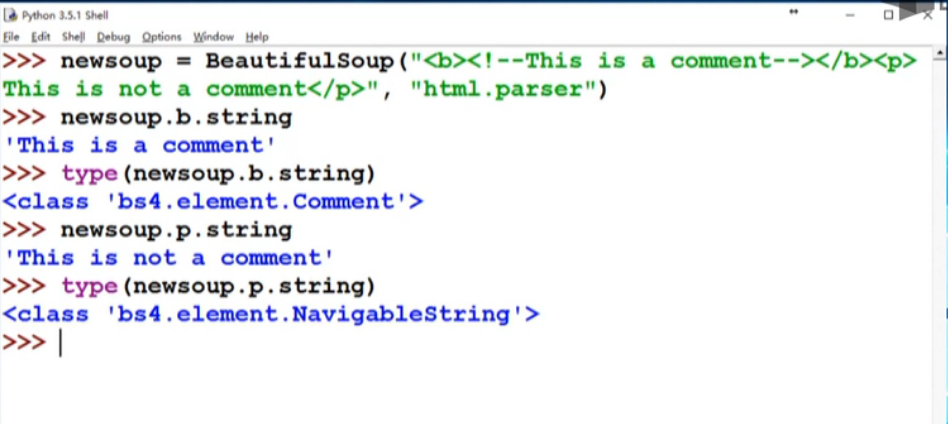 Python 3.5.1 Shell
File Edit Shell Debug Options Window Help
>>> newsoup = BeautifulSoup("<b><!--This is a comment--></b><p>
This is not a comment</p>", "html.parser")
>>> newsoup.b.string
'This is a comment'
>>> type(newsoup.b.string)
<class 'bs4.element.Comment'>
>>> newsoup.p.string
'This is not a comment'
>>> type(newsoup.p.string)
<class 'bs4.element.NavigableString'>
>>>